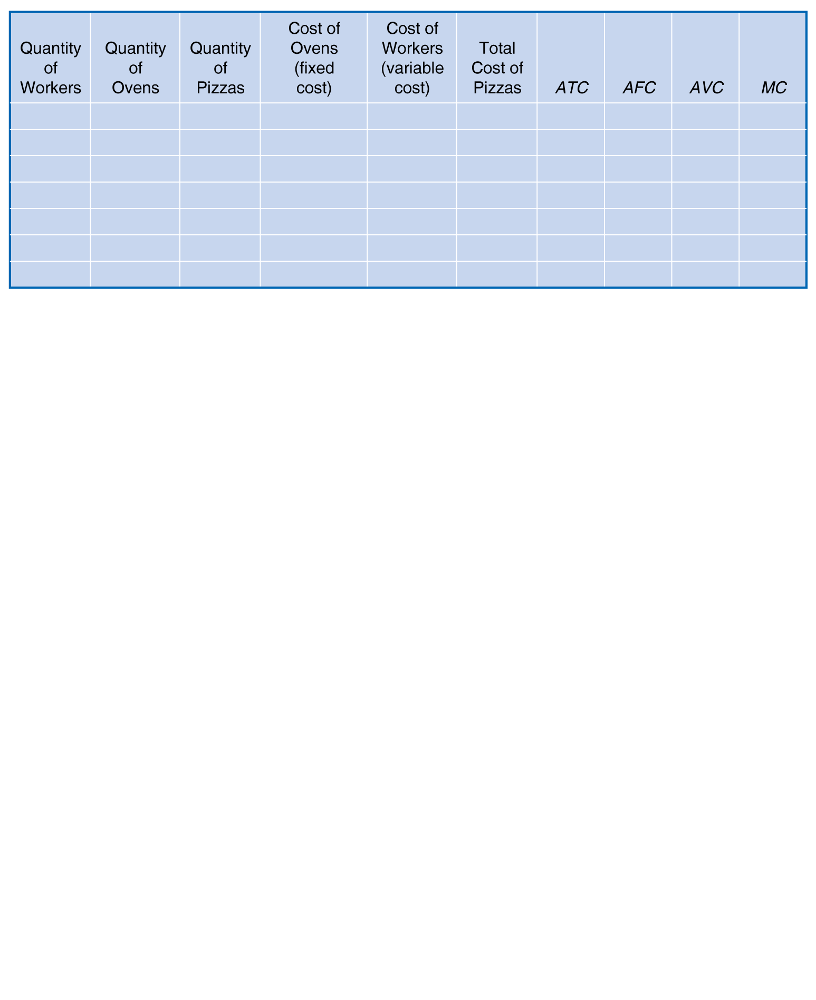 Quantity
of
Workers
Quantity
of
Ovens
Quantity
of
Pizzas
Cost of
Ovens
(fixed
cost)
Cost of
Workers
(variable
cost)
Total
Cost of
Pizzas
ATC
AFC
AVC
MC